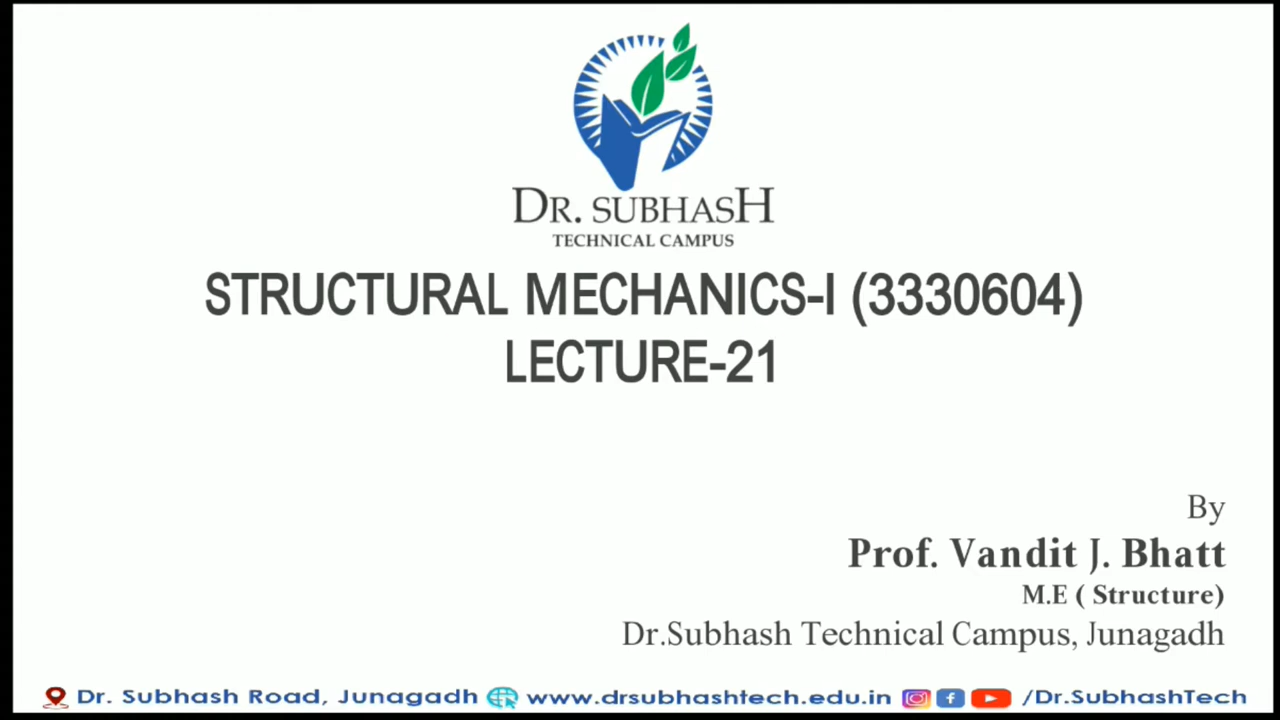 DR. SUBHASH
TECHNICAL CAMPUS
STRUCTURAL MECHANICS-I (3330604)
LECTURE-21
By
Prof. Vandit J. Bhatt
M.E ( Structure)
Dr.Subhash Technical Campus, Junagadh
Dr. Subhash Road, Junagadh www.drsubhashtech.edu.in /Dr.SubhashTech